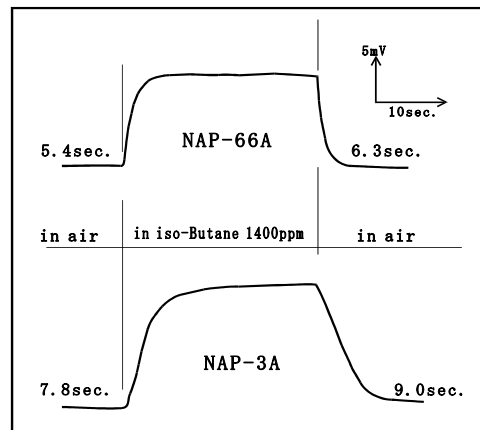 5mV
10sec.
NAP-66A
5.4sec.
6.3sec.
in air
in iso-Butane 1400ppm
in air
NAP-3A
7.8sec.
9.0sec.